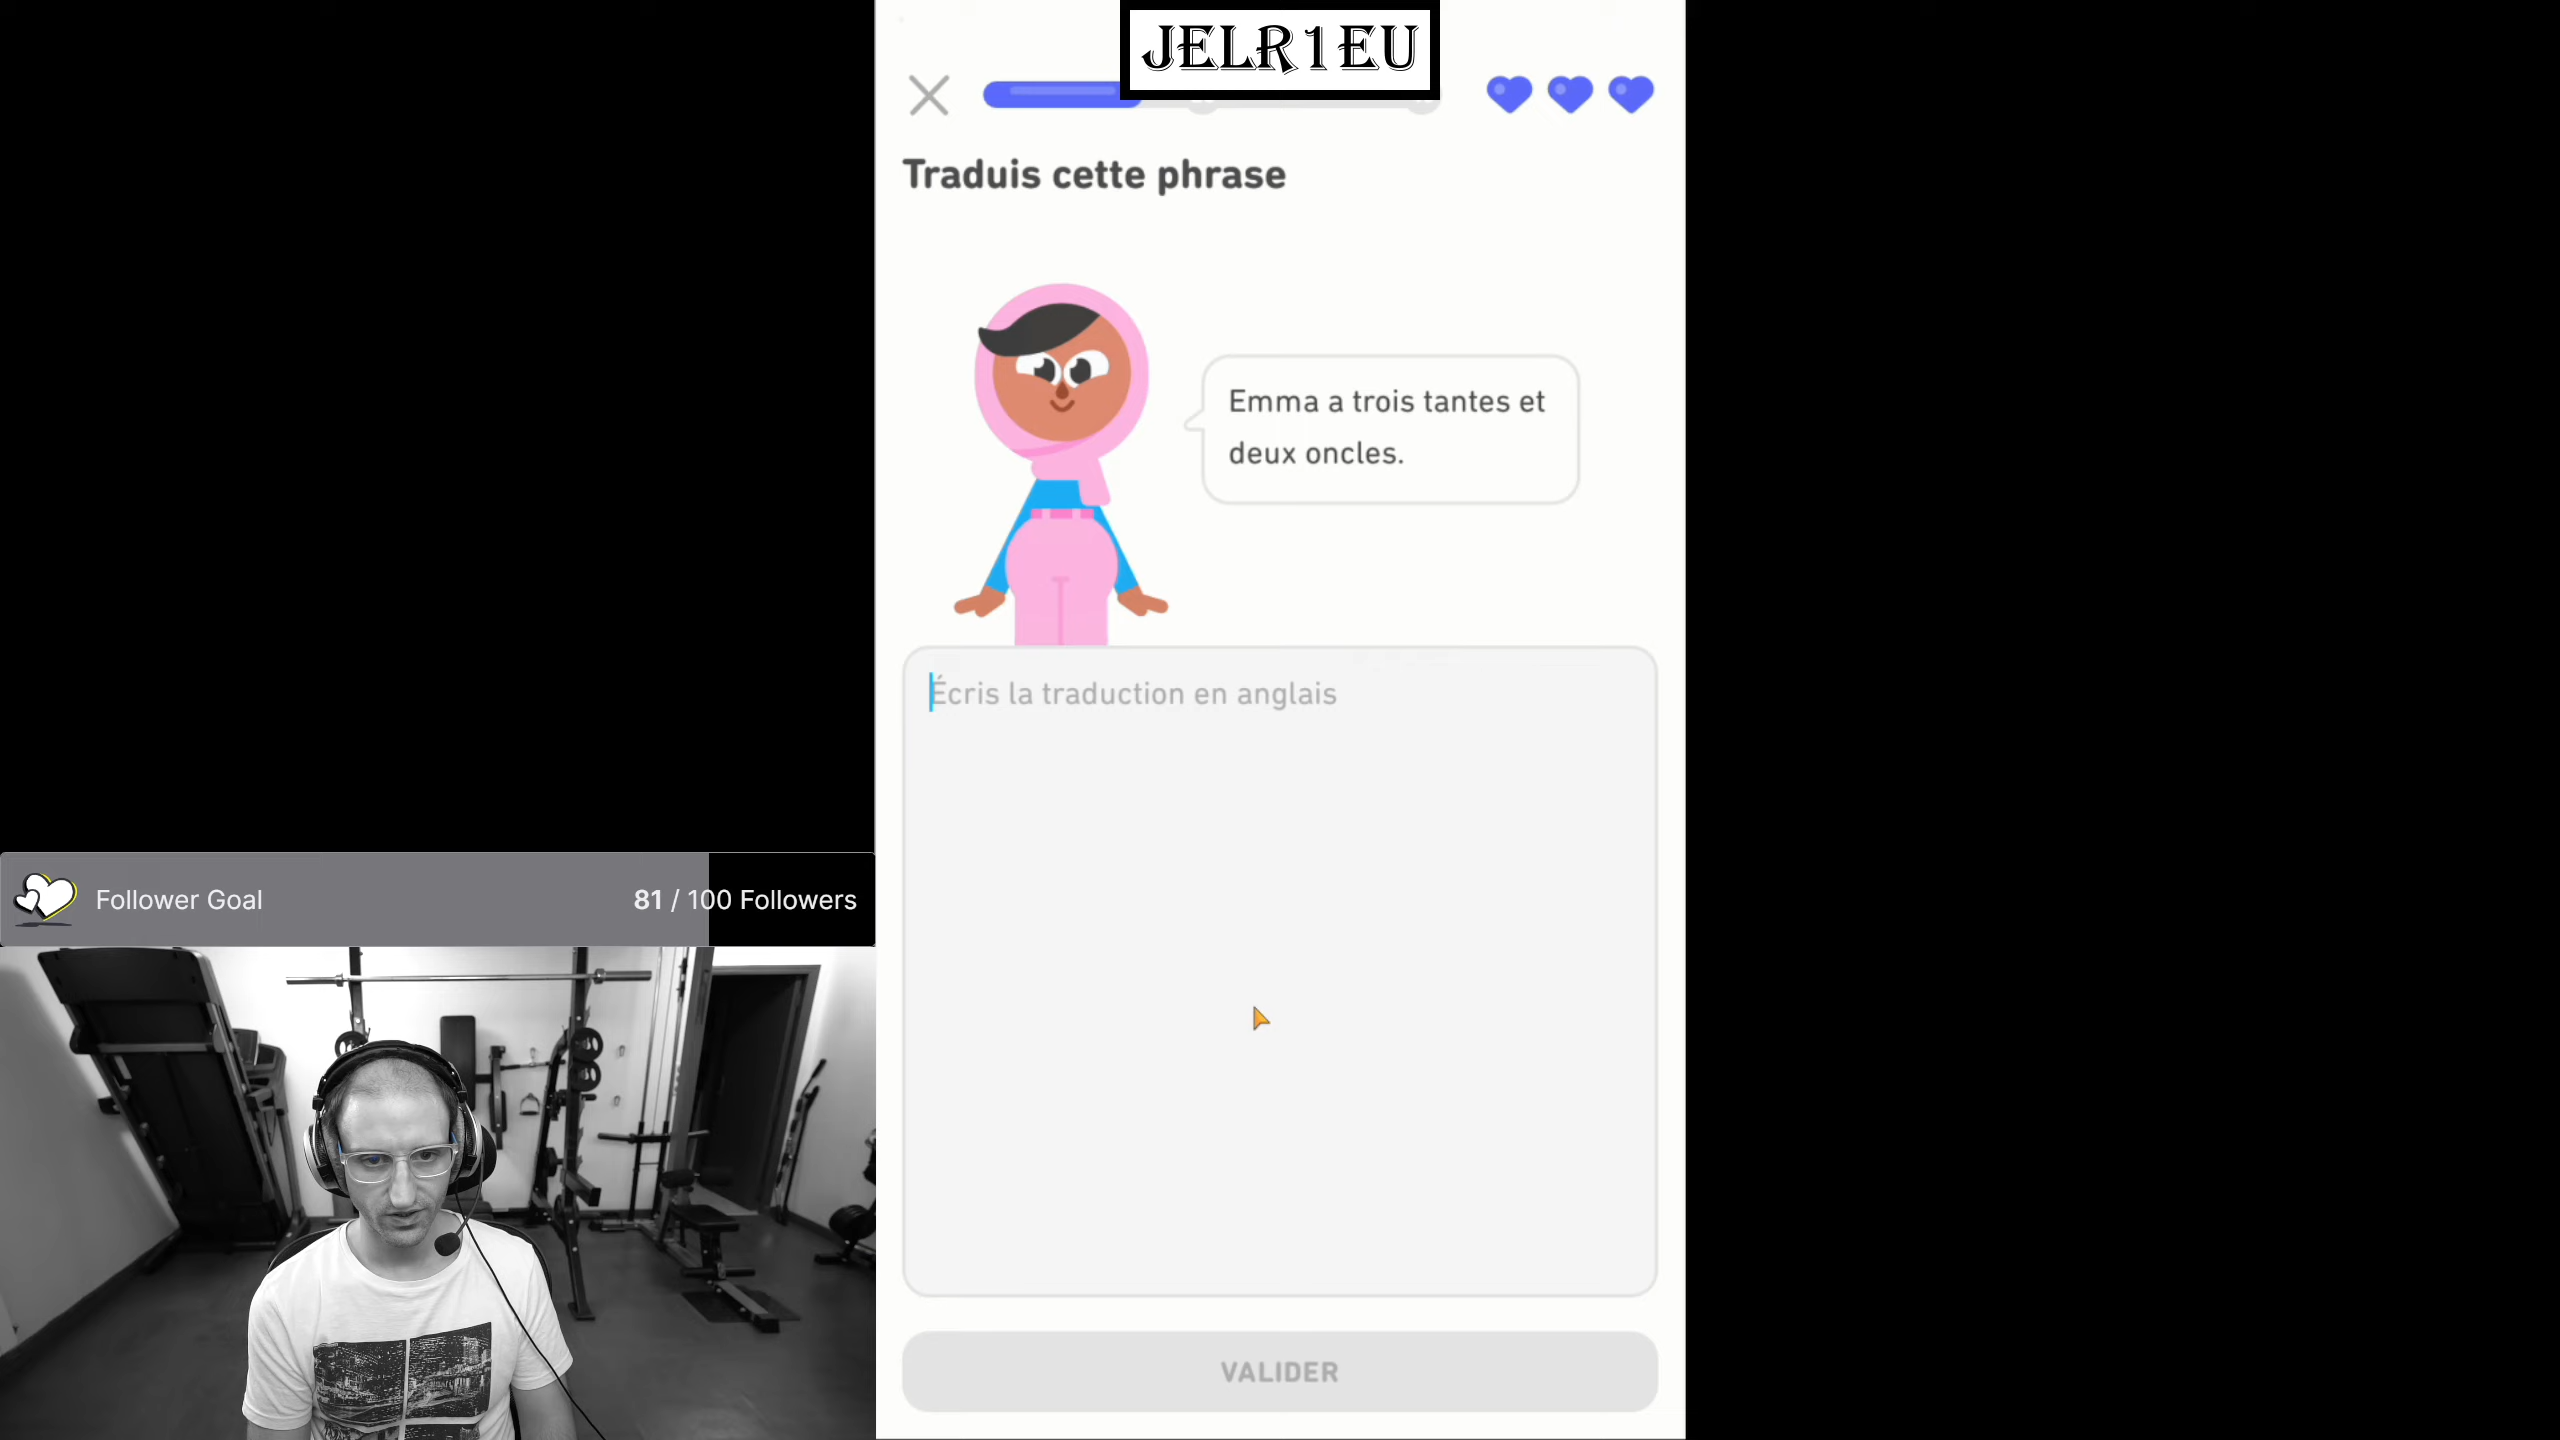 JELR1EU
Traduis cette phrase
Emma a trois tantes et
deux oncles.
Écris la traduction en anglais
VALIDER
Follower Goal
81 / 100 Followers